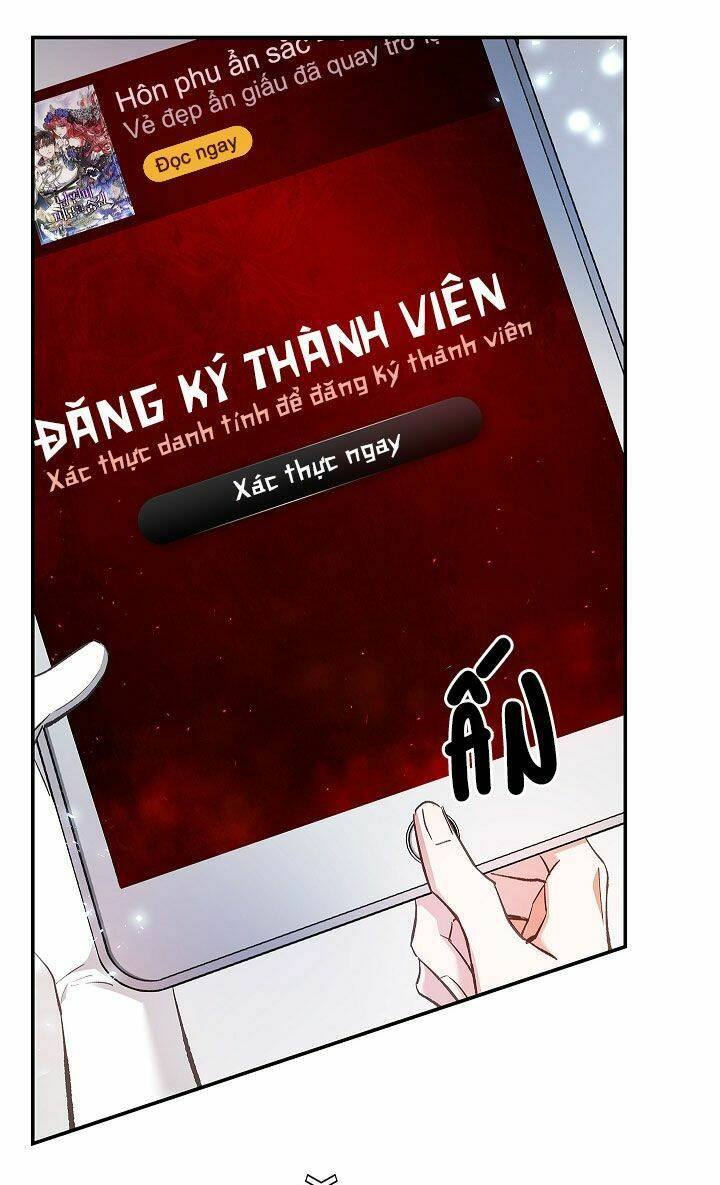 Hôn phu ẩn sắc
Vẻ đẹp ẩn giấu đã quay trở
Đọc ngay
ĐĂNG KÝ THÀNH VIÊN
Xác thực danh tính để đăng ký thành viên
Xác thực ngay
ẤN